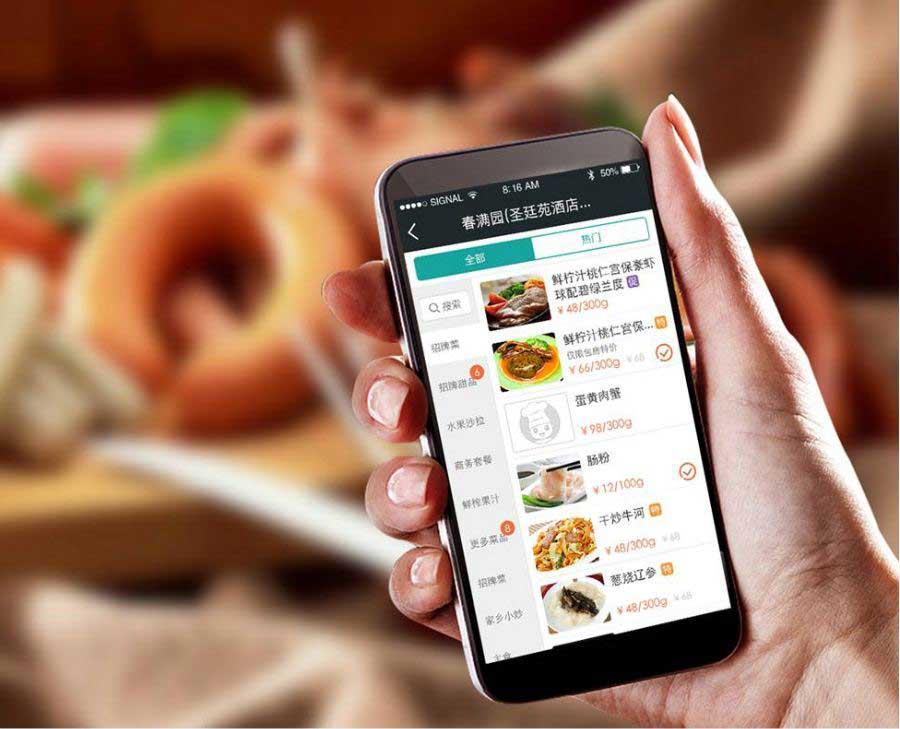 SIGNAL 8:16 AM 50%
春满园(圣廷苑酒店...
全部 热门
搜索
招牌菜
招牌甜品 6
水果沙拉
商务套餐
鲜榨果汁
更多菜品 8
招牌菜
家乡小炒
主食
鲜柠汁桃仁宫保豪虾
球配碧绿兰度 促
¥48/300g
鲜柠汁桃仁宫保... 特
仅限包房特价
¥66/300g ¥68
蛋黄肉蟹
¥98/300g
肠粉
¥12/100g
干炒牛河 特
¥48/300g ¥68
葱烧辽参 特
¥48/300g ¥68